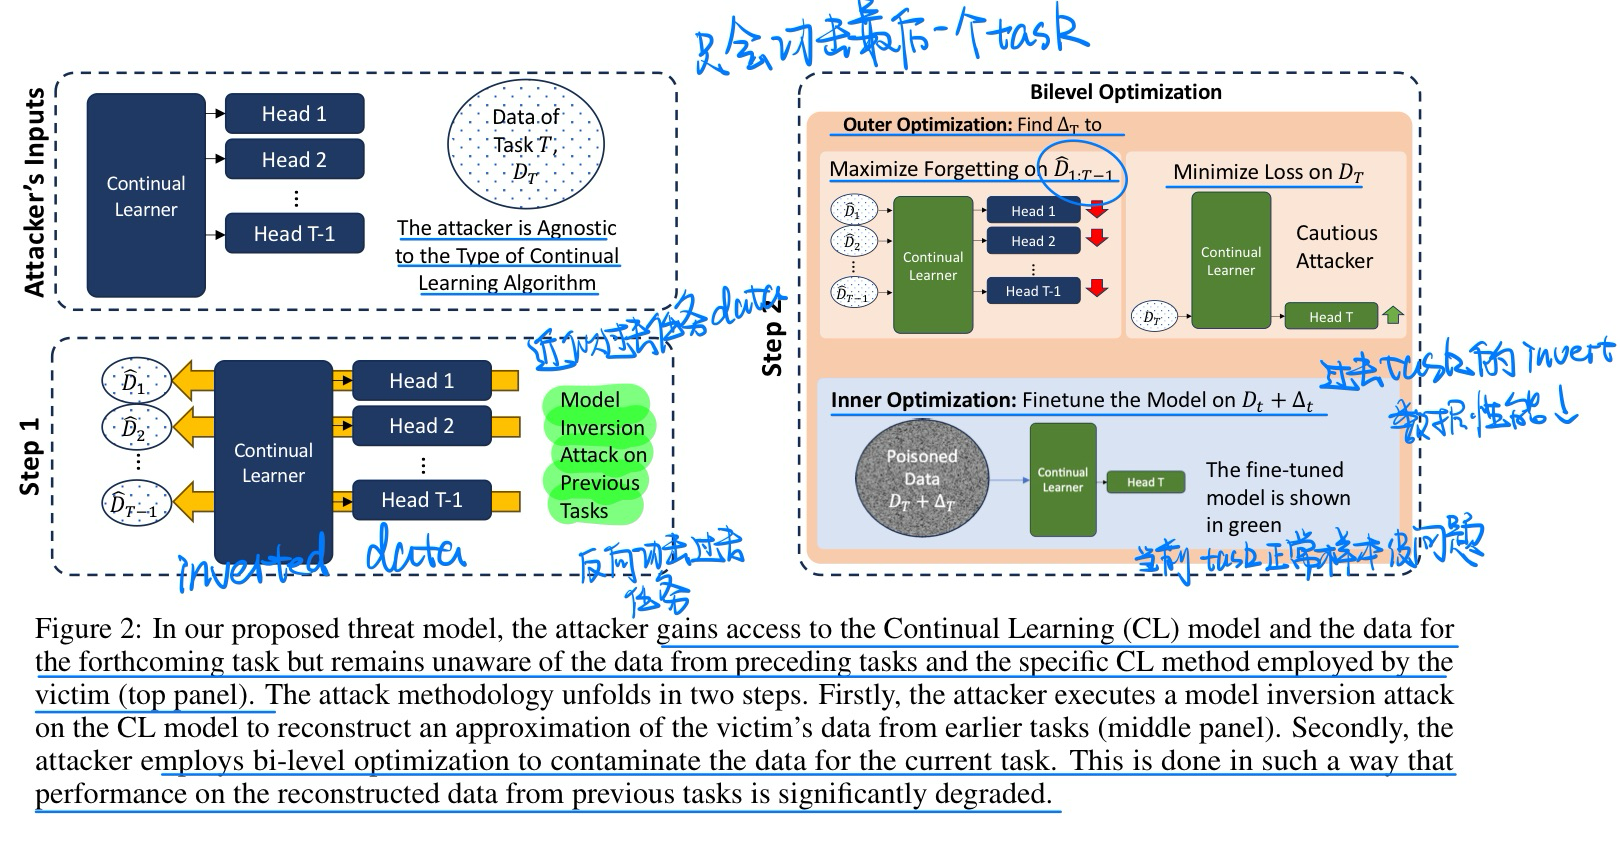 只会攻击最后一个task
Attacker's Inputs
Continual
Learner
Head 1
Head 2
⋮
Head T-1
Data of
Task T,
D_T
The attacker is Agnostic
to the Type of Continual
Learning Algorithm
近似过去任务data
Step 1
D̂_1
D̂_2
⋮
D̂_{T−1}
Continual
Learner
Head 1
Head 2
⋮
Head T-1
Model
Inversion
Attack on
Previous
Tasks
inverted data
反向攻击过去
任务
Step 2
Bilevel Optimization
Outer Optimization: Find Δ_T to
Maximize Forgetting on D̂_{1:T−1}
D̂_1
D̂_2
⋮
D̂_{T−1}
Continual
Learner
Head 1
Head 2
⋮
Head T-1
Minimize Loss on D_T
Continual
Learner
Cautious
Attacker
D_T
Head T
过去task的invert
数据性能↓
Inner Optimization: Finetune the Model on D_t + Δ_t
Poisoned
Data
D_T + Δ_T
Continual
Learner
Head T
The fine-tuned
model is shown
in green
当前task正常样本没问题
Figure 2: In our proposed threat model, the attacker gains access to the Continual Learning (CL) model and the data for
the forthcoming task but remains unaware of the data from preceding tasks and the specific CL method employed by the
victim (top panel). The attack methodology unfolds in two steps. Firstly, the attacker executes a model inversion attack
on the CL model to reconstruct an approximation of the victim's data from earlier tasks (middle panel). Secondly, the
attacker employs bi-level optimization to contaminate the data for the current task. This is done in such a way that
performance on the reconstructed data from previous tasks is significantly degraded.